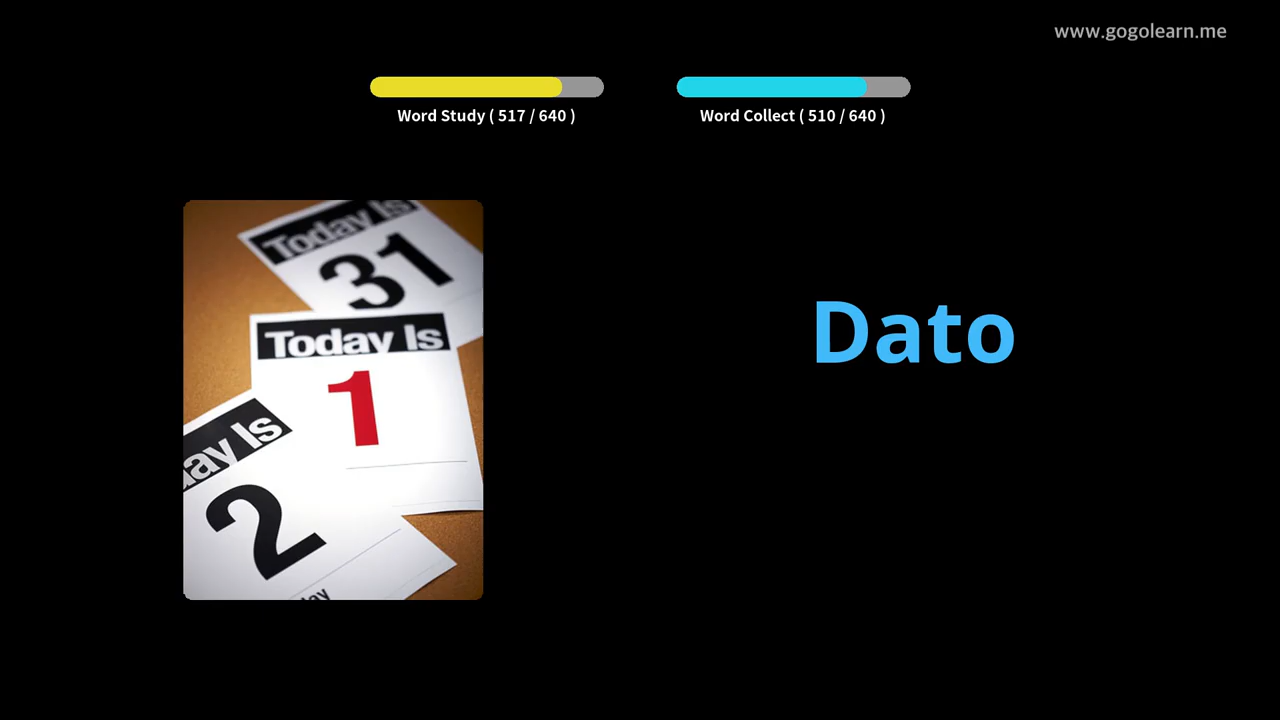 www.gogolearn.me
Word Study ( 517 / 640 )
Word Collect ( 510 / 640 )
Today Is
31
Today Is
1
ay Is
2
Dato